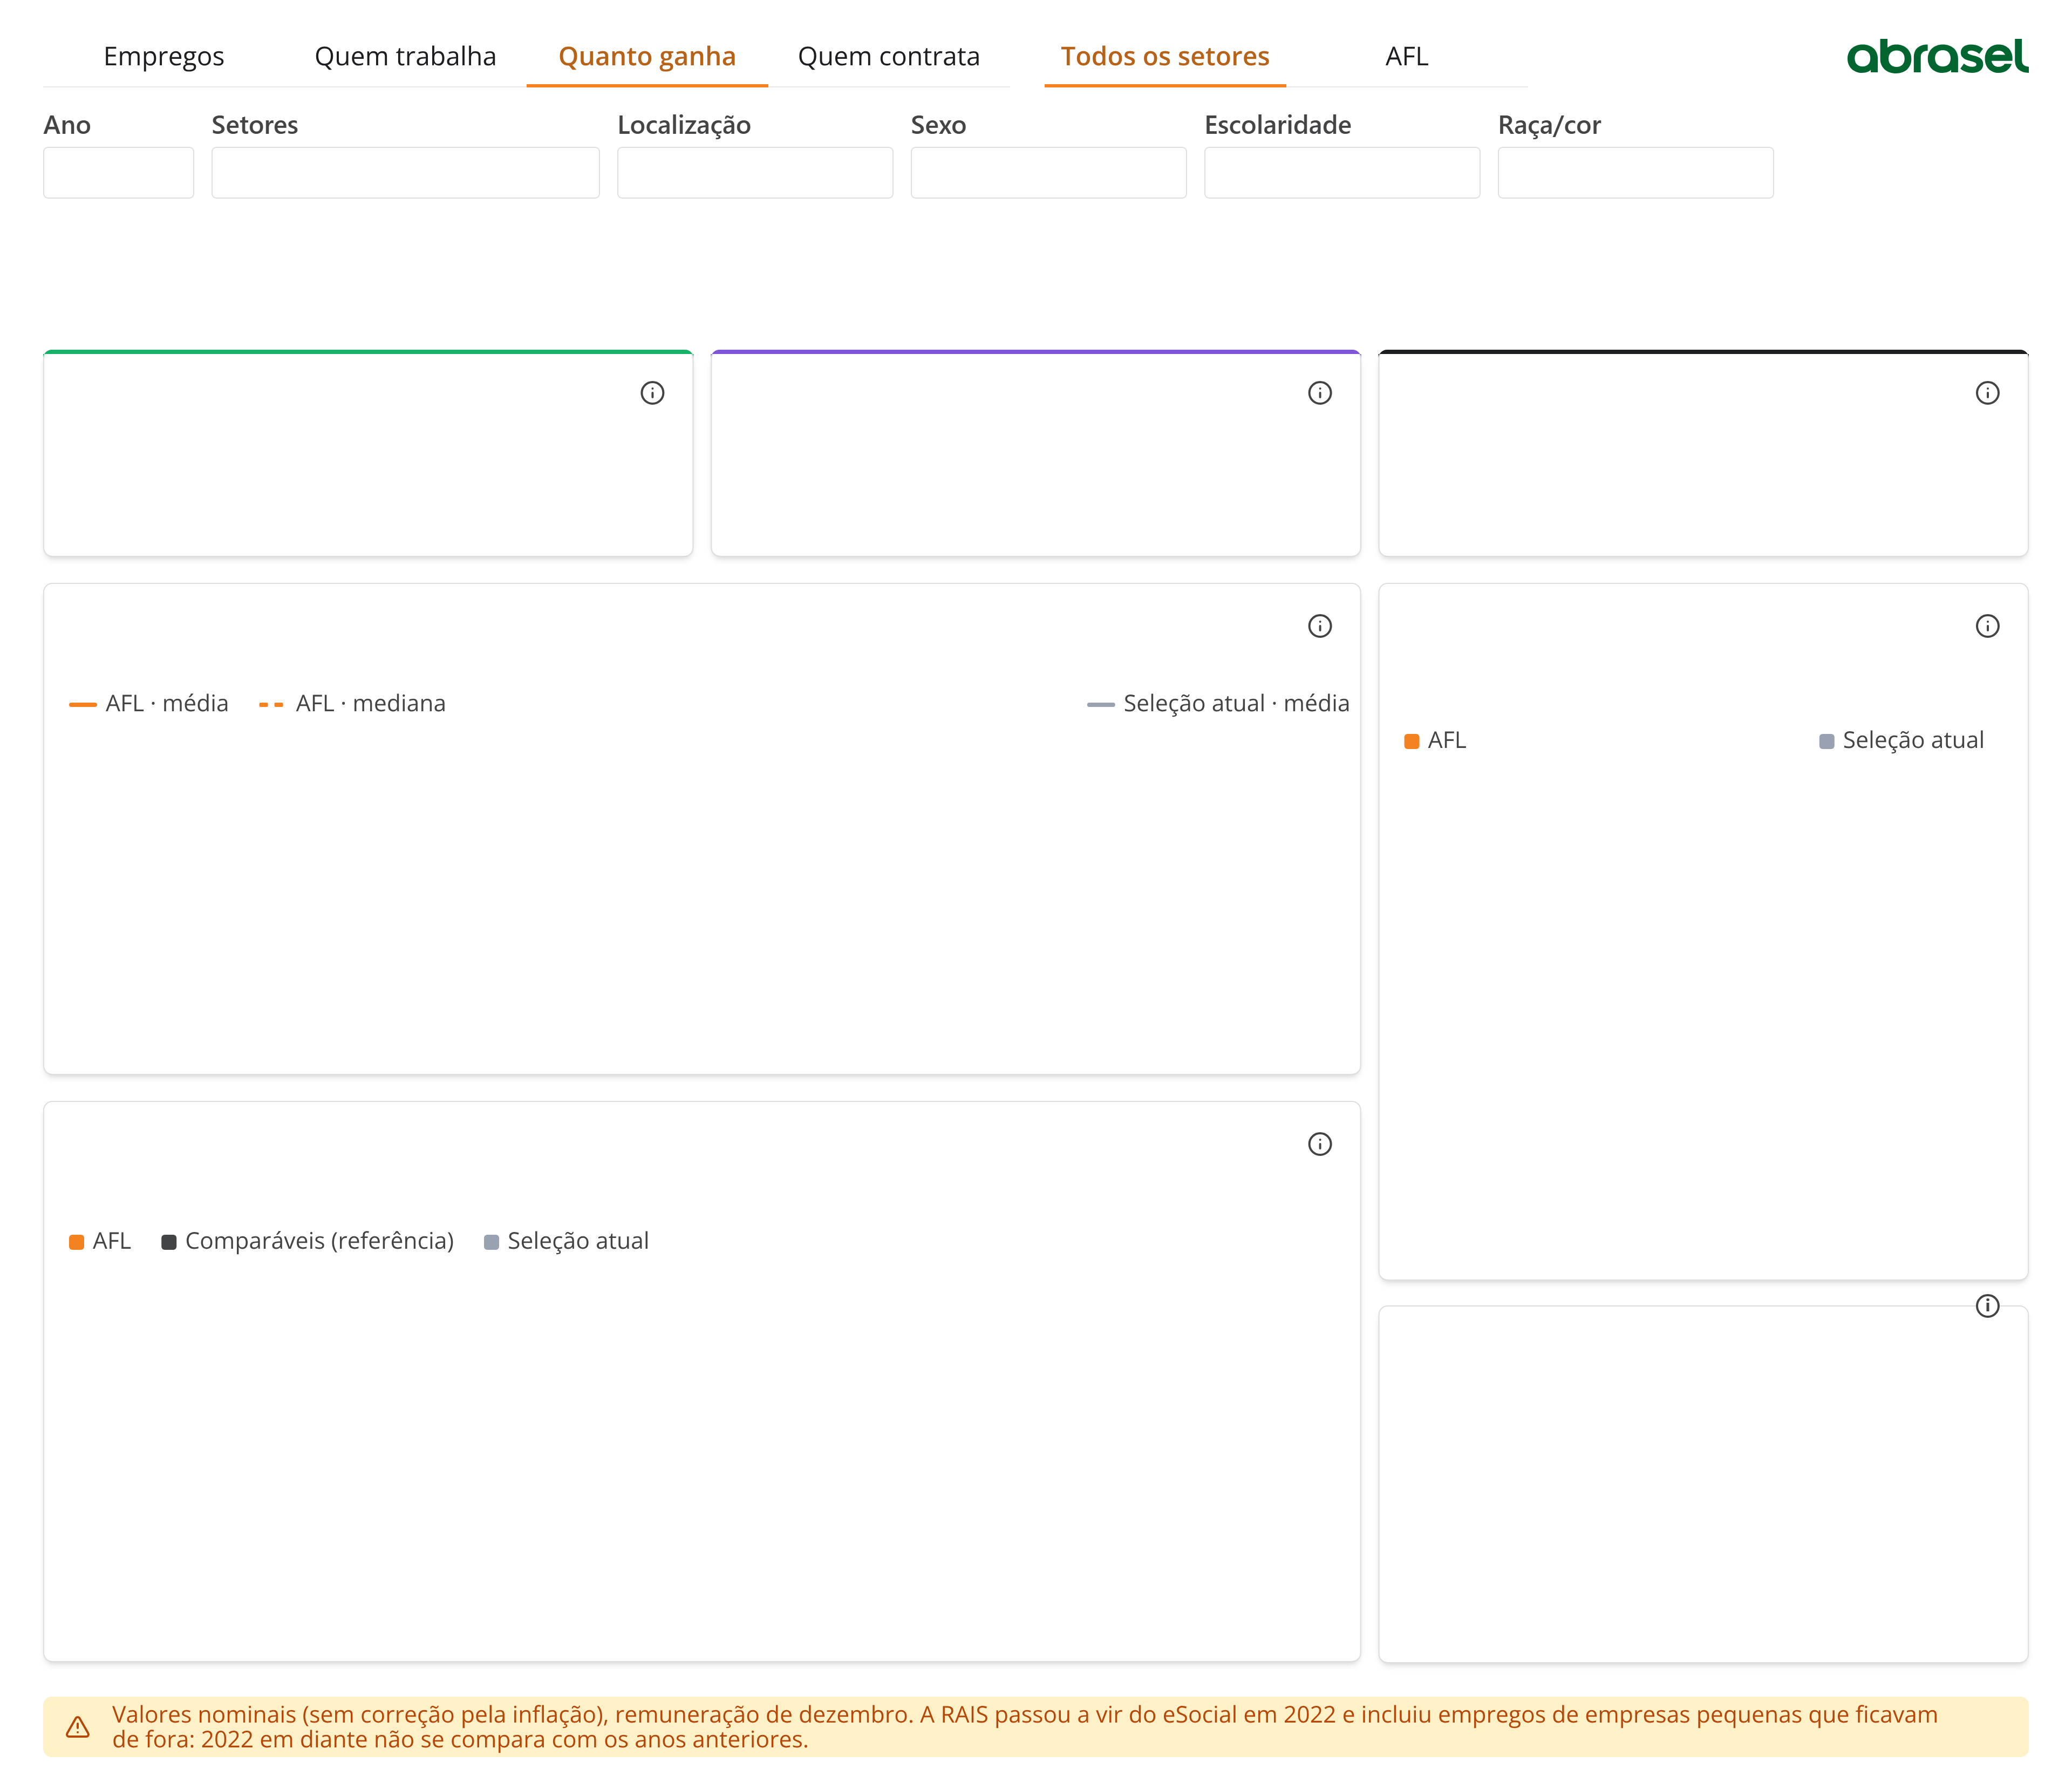 Empregos
Quem trabalha
Quanto ganha
Quem contrata
Todos os setores
AFL
abrasel
Ano
Setores
Localização
Sexo
Escolaridade
Raça/cor
AFL · média
AFL · mediana
Seleção atual · média
AFL
Seleção atual
AFL
Comparáveis (referência)
Seleção atual
Valores nominais (sem correção pela inflação), remuneração de dezembro. A RAIS passou a vir do eSocial em 2022 e incluiu empregos de empresas pequenas que ficavam
de fora: 2022 em diante não se compara com os anos anteriores.